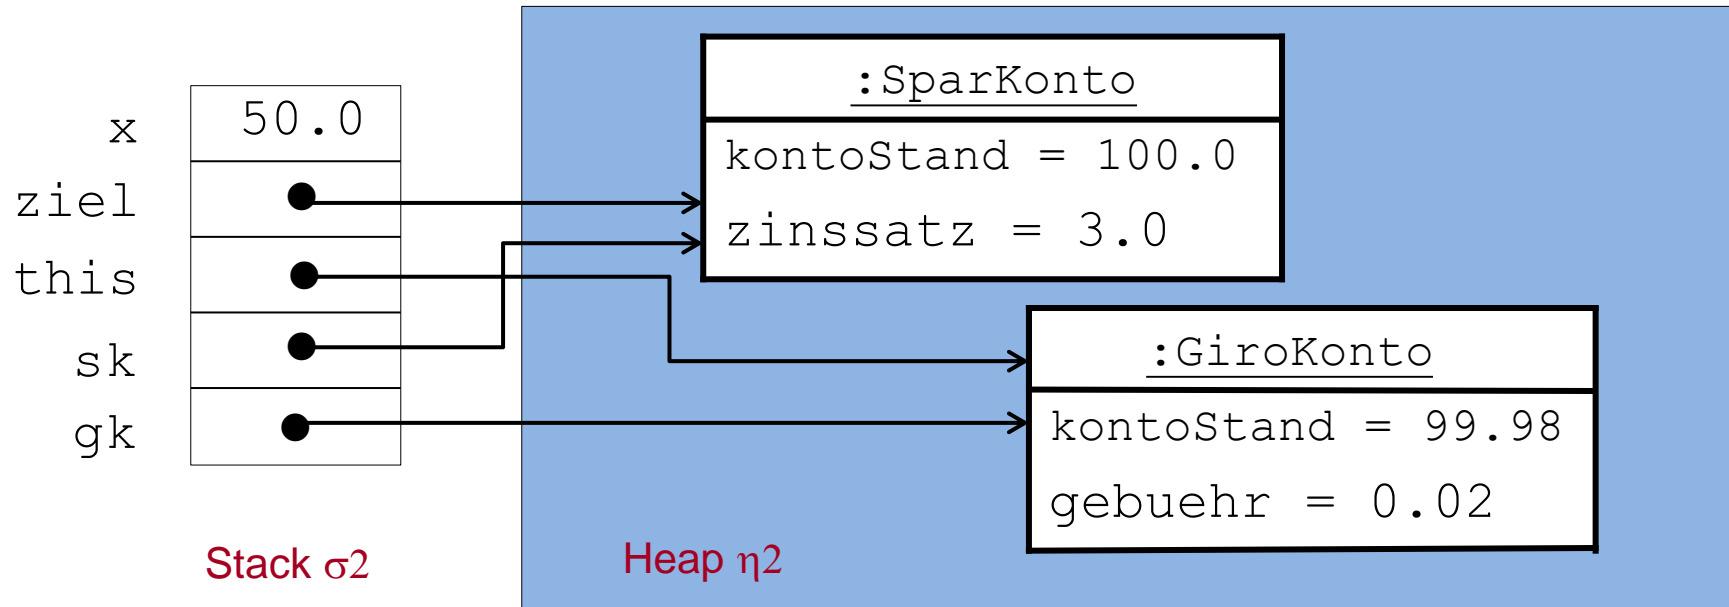 x
50.0
ziel
this
sk
gk
Stack σ2
:SparKonto
kontoStand = 100.0
zinssatz = 3.0
:GiroKonto
kontoStand = 99.98
gebuehr = 0.02
Heap η2